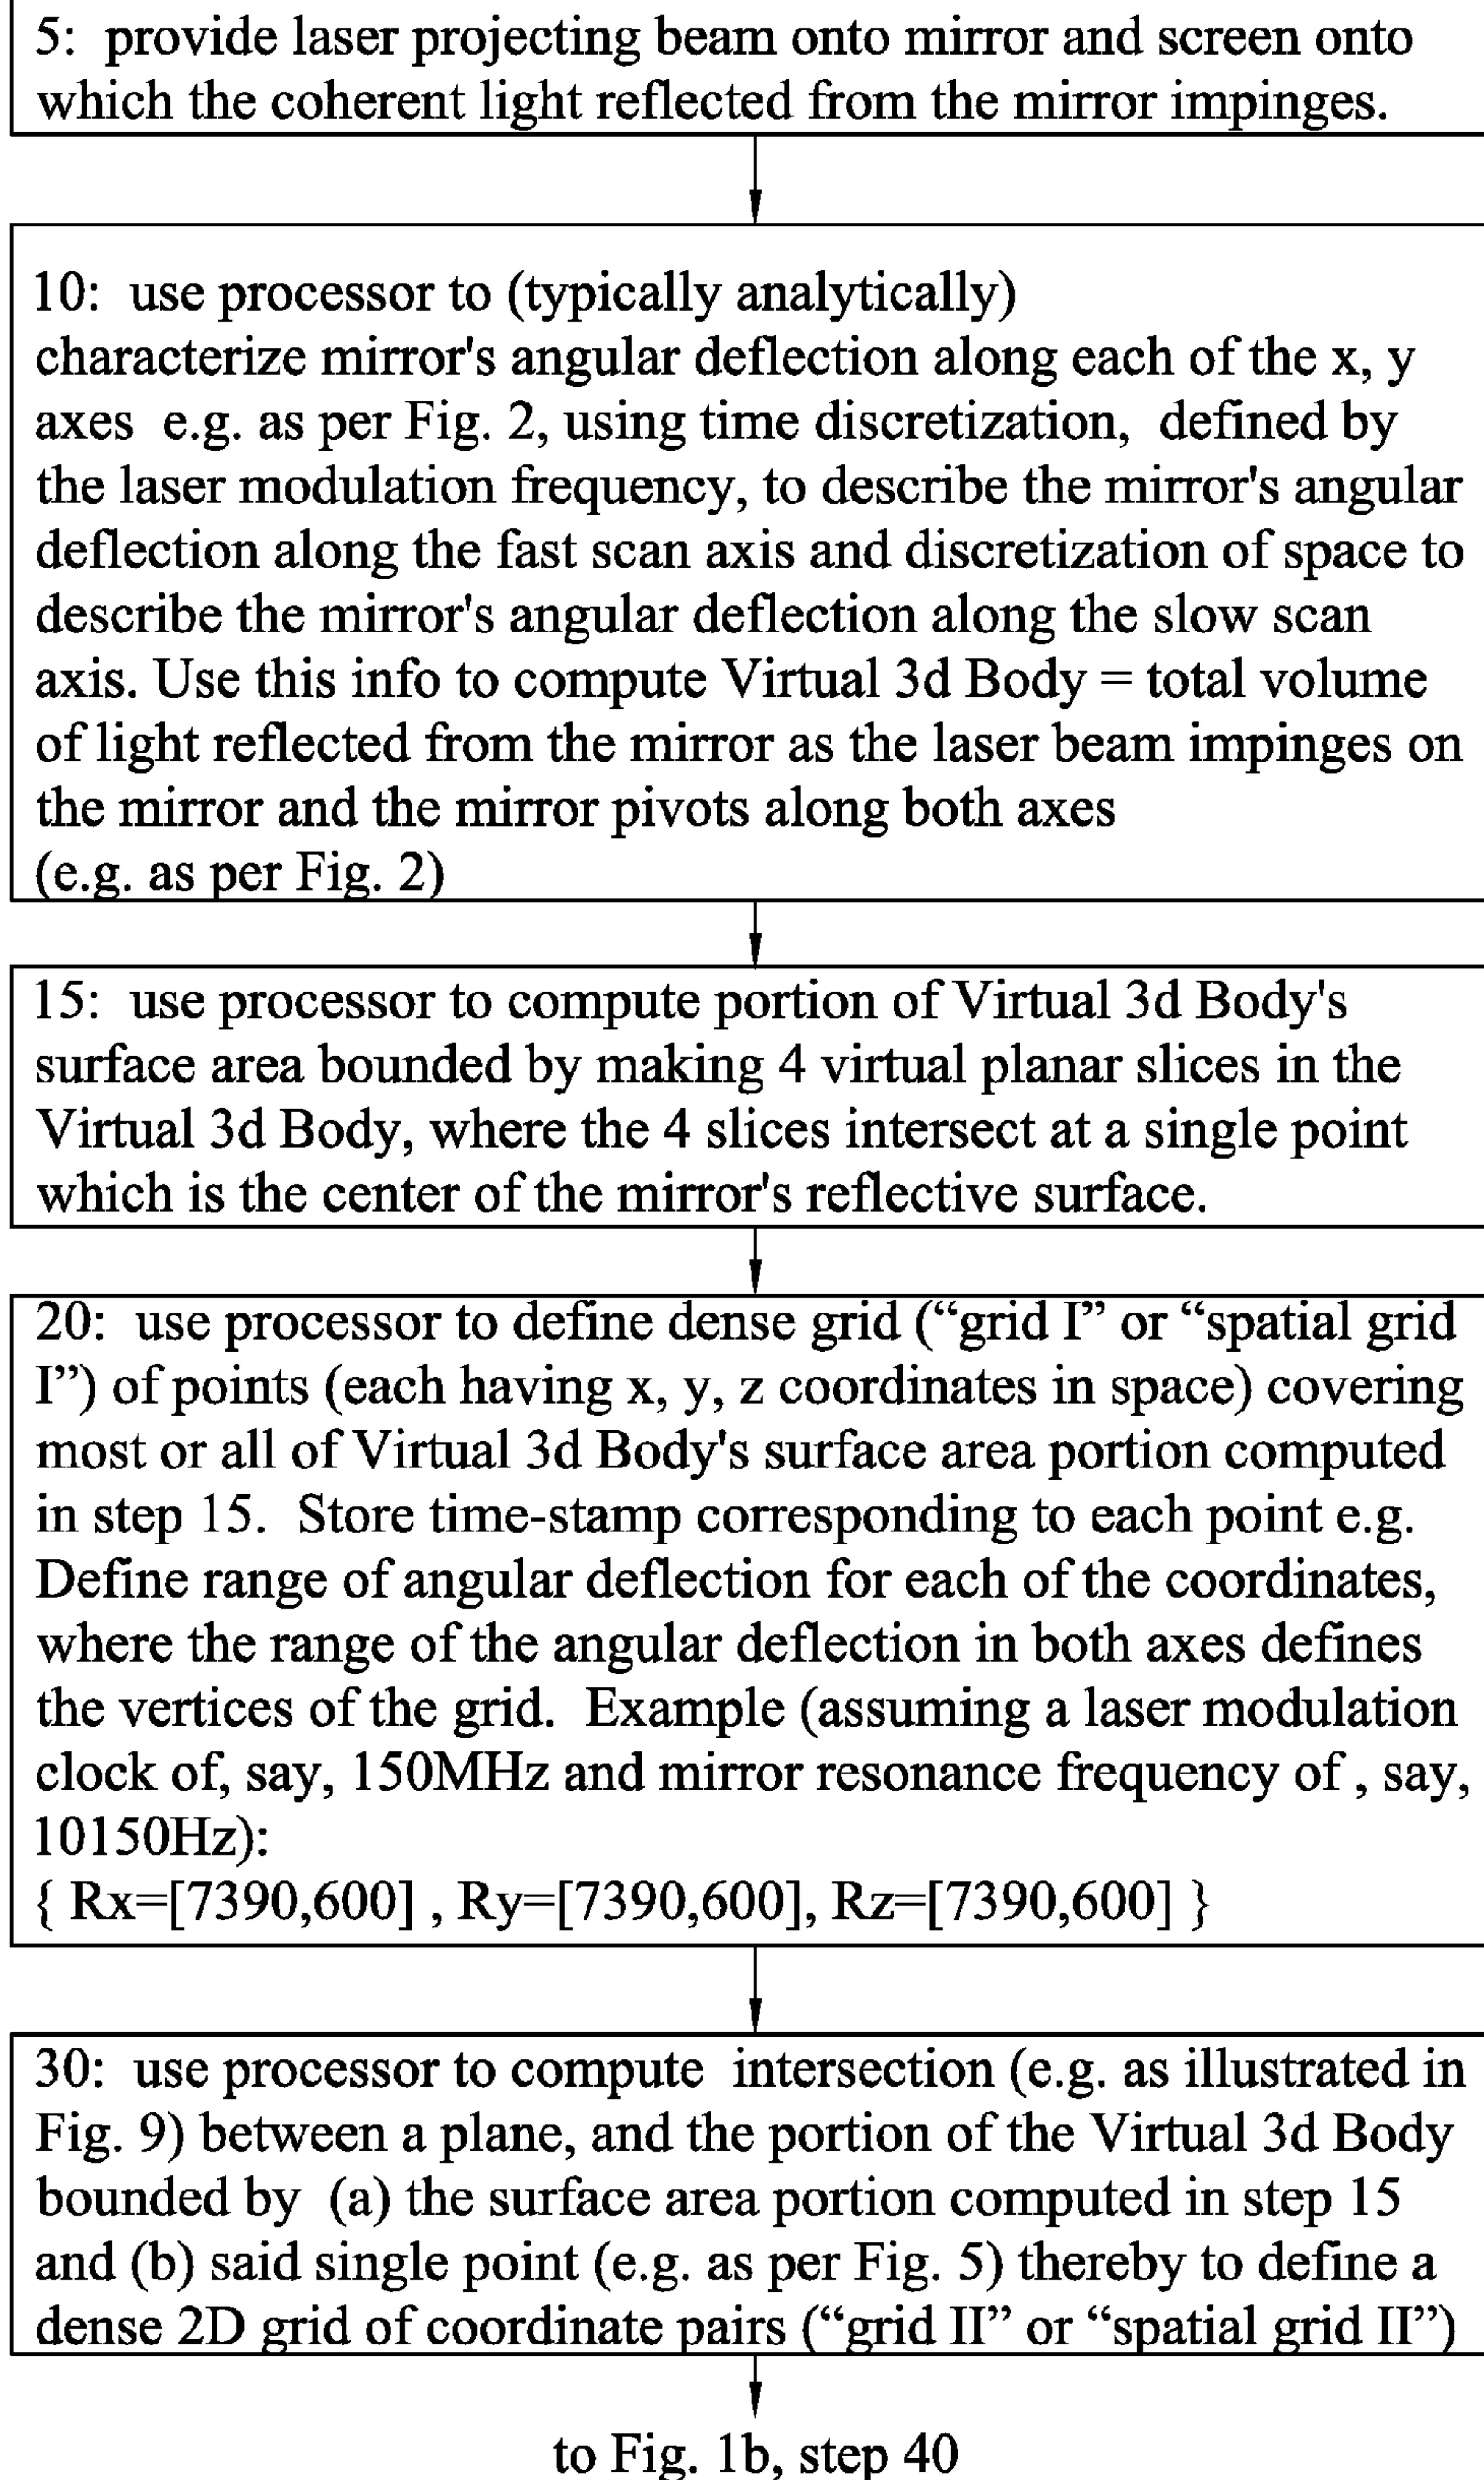 5:  provide laser projecting beam onto mirror and screen onto
which the coherent light reflected from the mirror impinges.
10:  use processor to (typically analytically)
characterize mirror's angular deflection along each of the x, y
axes  e.g. as per Fig. 2, using time discretization,  defined by
the laser modulation frequency, to describe the mirror's angular
deflection along the fast scan axis and discretization of space to
describe the mirror's angular deflection along the slow scan
axis. Use this info to compute Virtual 3d Body = total volume
of light reflected from the mirror as the laser beam impinges on
the mirror and the mirror pivots along both axes
(e.g. as per Fig. 2)
15:  use processor to compute portion of Virtual 3d Body's
surface area bounded by making 4 virtual planar slices in the
Virtual 3d Body, where the 4 slices intersect at a single point
which is the center of the mirror's reflective surface.
20:  use processor to define dense grid (“grid I” or “spatial grid
I”) of points (each having x, y, z coordinates in space) covering
most or all of Virtual 3d Body's surface area portion computed
in step 15.  Store time-stamp corresponding to each point e.g.
Define range of angular deflection for each of the coordinates,
where the range of the angular deflection in both axes defines
the vertices of the grid.  Example (assuming a laser modulation
clock of, say, 150MHz and mirror resonance frequency of , say,
10150Hz):
{ Rx=[7390,600] , Ry=[7390,600], Rz=[7390,600] }
30:  use processor to compute  intersection (e.g. as illustrated in
Fig. 9) between a plane, and the portion of the Virtual 3d Body
bounded by  (a) the surface area portion computed in step 15
and (b) said single point (e.g. as per Fig. 5) thereby to define a
dense 2D grid of coordinate pairs (“grid II” or “spatial grid II”)
to Fig. 1b, step 40